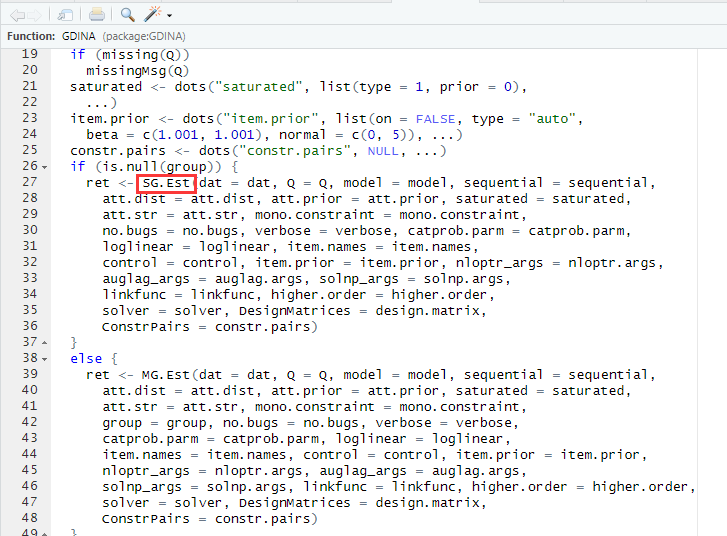 Function: GDINA (package:GDINA)
19 if (missing(Q))
20 missingMsg(Q)
21 saturated <- dots("saturated", list(type = 1, prior = 0),
22 ...)
23 item.prior <- dots("item.prior", list(on = FALSE, type = "auto",
24 beta = c(1.001, 1.001), normal = c(0, 5)), ...)
25 constr.pairs <- dots("constr.pairs", NULL, ...)
26 if (is.null(group)) {
27 ret <- SG.Est(dat = dat, Q = Q, model = model, sequential = sequential,
28 att.dist = att.dist, att.prior = att.prior, saturated = saturated,
29 att.str = att.str, mono.constraint = mono.constraint,
30 no.bugs = no.bugs, verbose = verbose, catprob.parm = catprob.parm,
31 loglinear = loglinear, item.names = item.names,
32 control = control, item.prior = item.prior, nloptr_args = nloptr.args,
33 auglag_args = auglag.args, solnp_args = solnp.args,
34 linkfunc = linkfunc, higher.order = higher.order,
35 solver = solver, DesignMatrices = design.matrix,
36 ConstrPairs = constr.pairs)
37 }
38 else {
39 ret <- MG.Est(dat = dat, Q = Q, model = model, sequential = sequential,
40 att.dist = att.dist, att.prior = att.prior, saturated = saturated,
41 att.str = att.str, mono.constraint = mono.constraint,
42 group = group, no.bugs = no.bugs, verbose = verbose,
43 catprob.parm = catprob.parm, loglinear = loglinear,
44 item.names = item.names, control = control, item.prior = item.prior,
45 nloptr_args = nloptr.args, auglag_args = auglag.args,
46 solnp_args = solnp.args, linkfunc = linkfunc, higher.order = higher.order,
47 solver = solver, DesignMatrices = design.matrix,
48 ConstrPairs = constr.pairs)
49 }